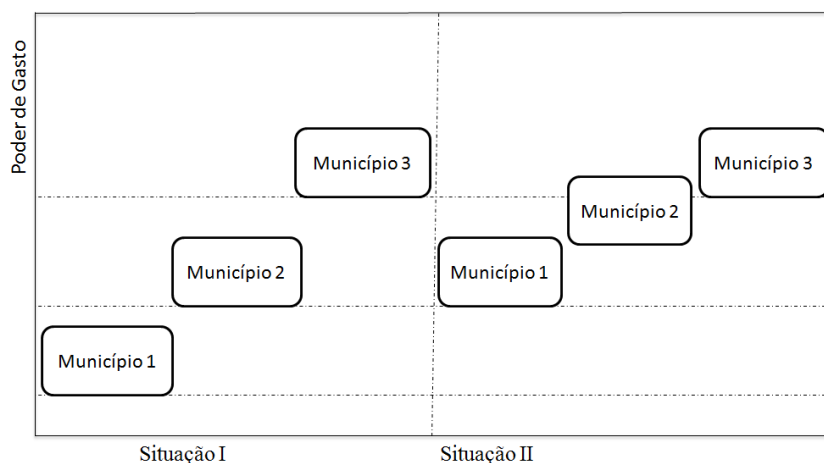 Poder de Gasto
Município 3
Município 3
Município 2
Município 2
Município 1
Município 1
Situação I
Situação II